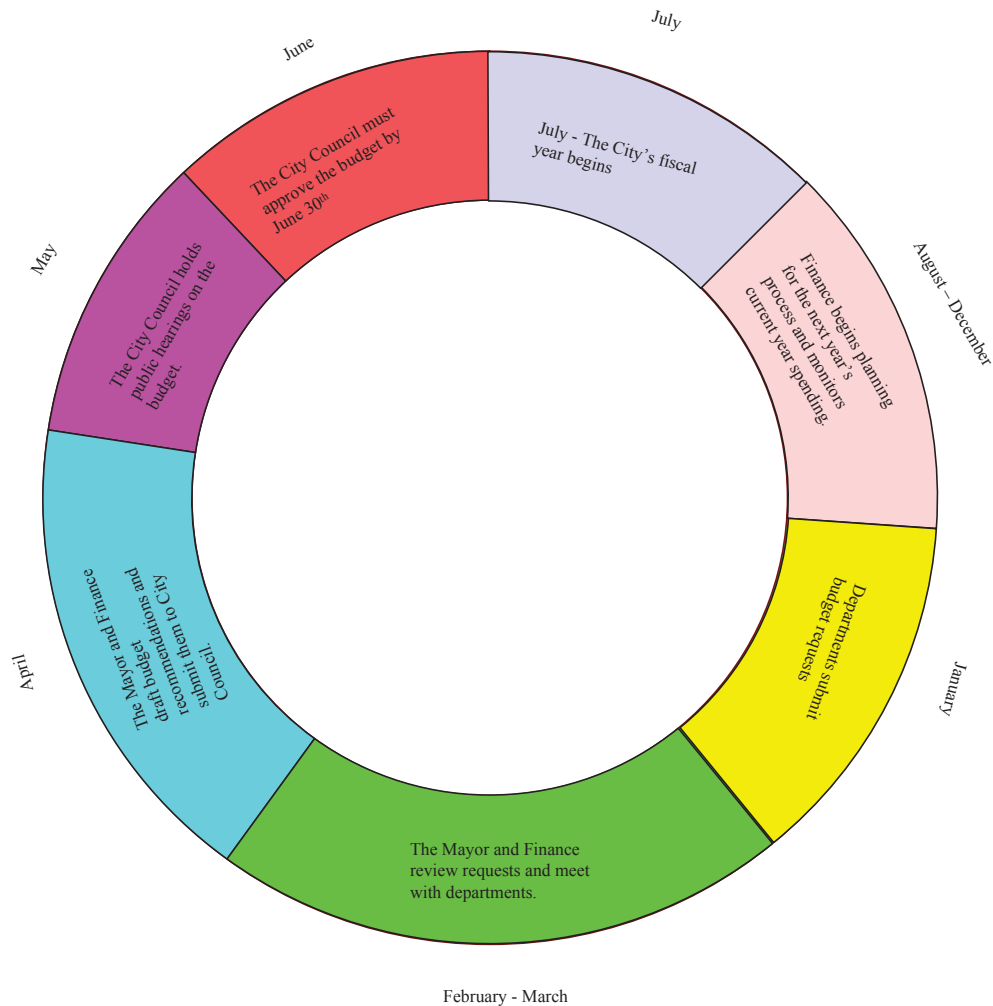 July
July - The City’s fiscal
year begins
August – December
Finance begins planning
for the next year’s
process and monitors
current year spending.
January
Departments submit
budget requests
February - March
The Mayor and Finance
review requests and meet
with departments.
April
The Mayor and Finance
draft budget
recommendations and
submit them to City
Council.
May
The City Council holds
public hearings on the
budget.
June
The City Council must
approve the budget by
June 30th